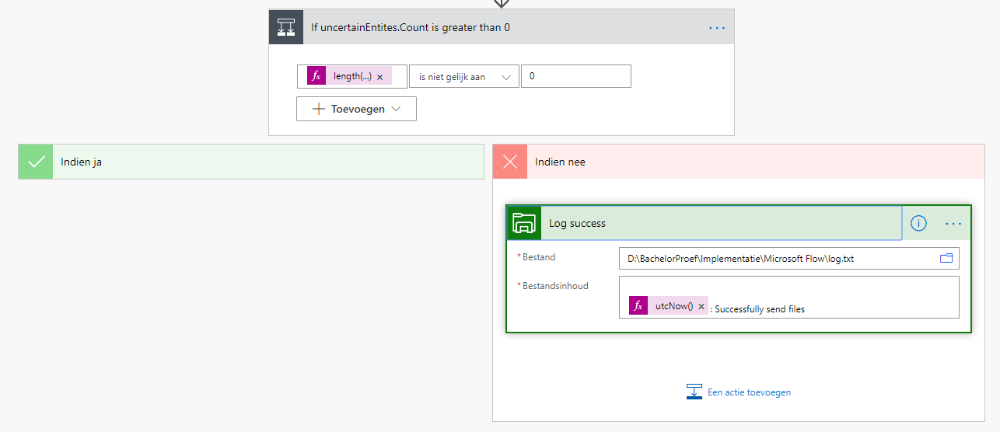 If uncertainEntites.Count is greater than 0
length(...) is niet gelijk aan 0
Toevoegen
Indien ja
Indien nee
Log success
*Bestand D:\BachelorProef\Implementatie\Microsoft Flow\log.txt
*Bestandsinhoud
utcNow() : Successfully send files
Een actie toevoegen